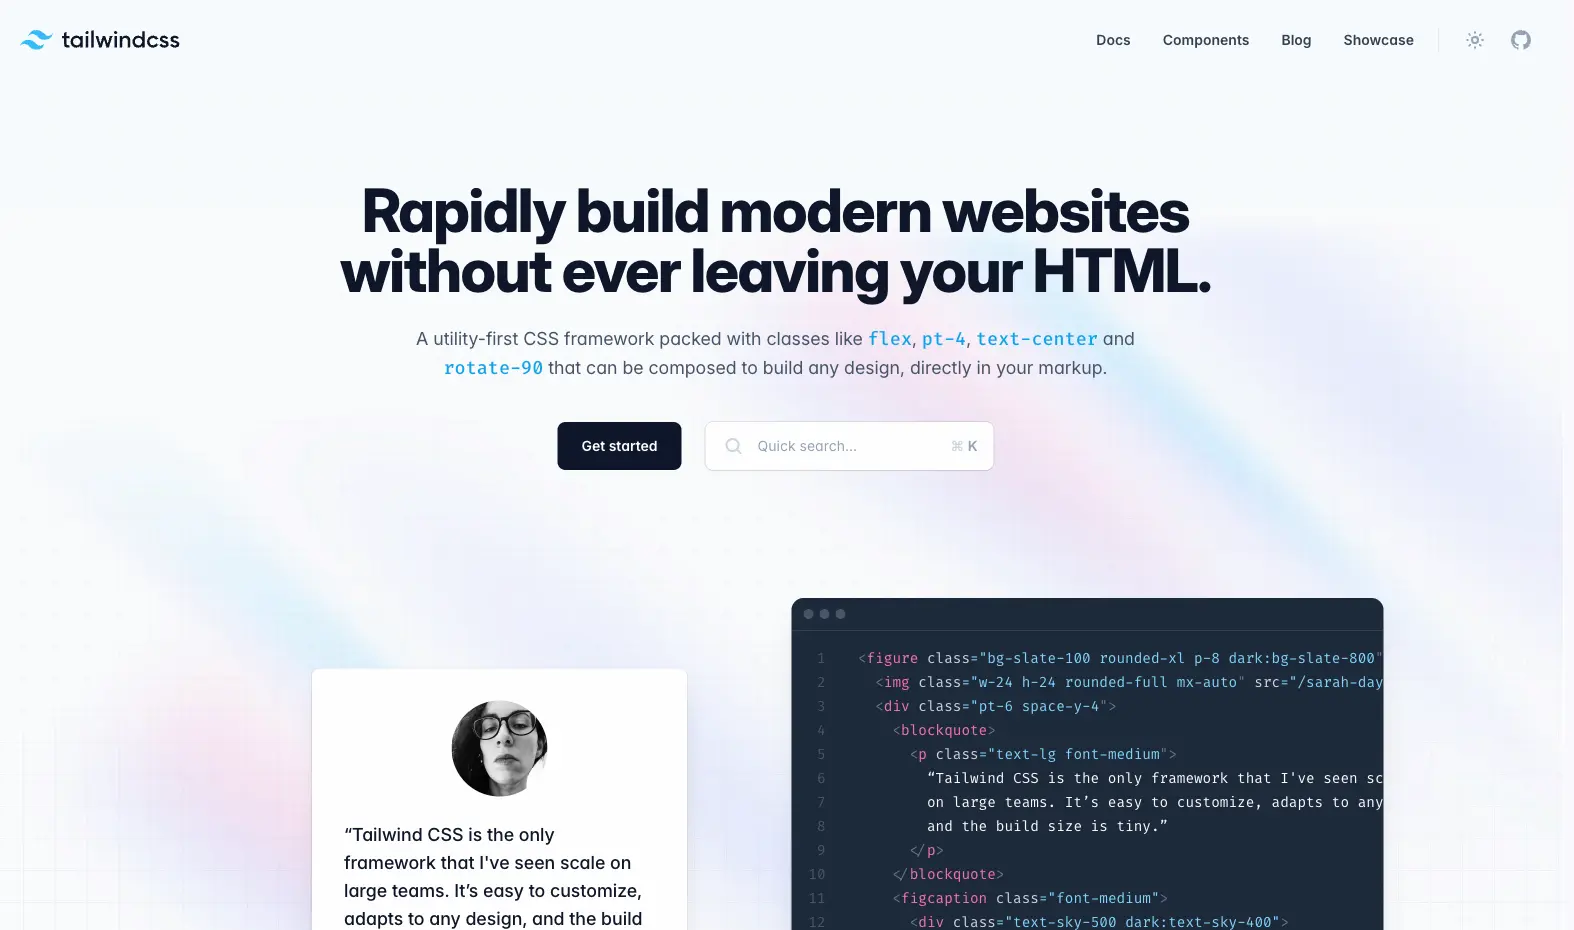 tailwindcss
Docs Components Blog Showcase
Rapidly build modern websites
without ever leaving your HTML.
A utility-first CSS framework packed with classes like flex, pt-4, text-center and
rotate-90 that can be composed to build any design, directly in your markup.
Get started
Quick search... ⌘ K
“Tailwind CSS is the only
framework that I've seen scale on
large teams. It’s easy to customize,
adapts to any design, and the build
1 <figure class="bg-slate-100 rounded-xl p-8 dark:bg-slate-800"
2 <img class="w-24 h-24 rounded-full mx-auto" src="/sarah-day
3 <div class="pt-6 space-y-4">
4 <blockquote>
5 <p class="text-lg font-medium">
6 “Tailwind CSS is the only framework that I've seen sc
7 on large teams. It’s easy to customize, adapts to any
8 and the build size is tiny.”
9 </p>
10 </blockquote>
11 <figcaption class="font-medium">
12 <div class="text-sky-500 dark:text-sky-400">